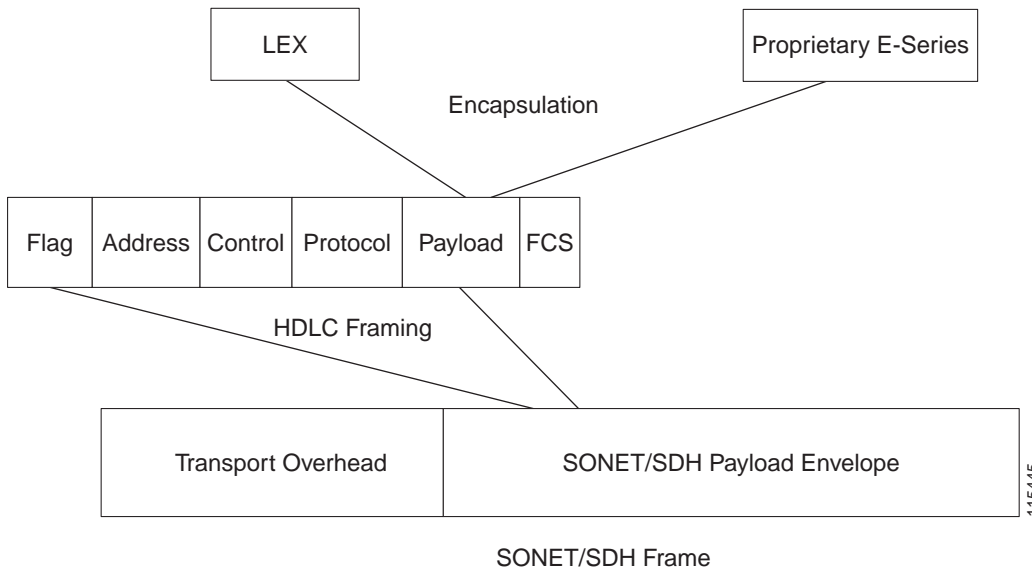 LEX
Proprietary E-Series
Encapsulation
Flag Address Control Protocol Payload FCS
HDLC Framing
Transport Overhead SONET/SDH Payload Envelope
SONET/SDH Frame